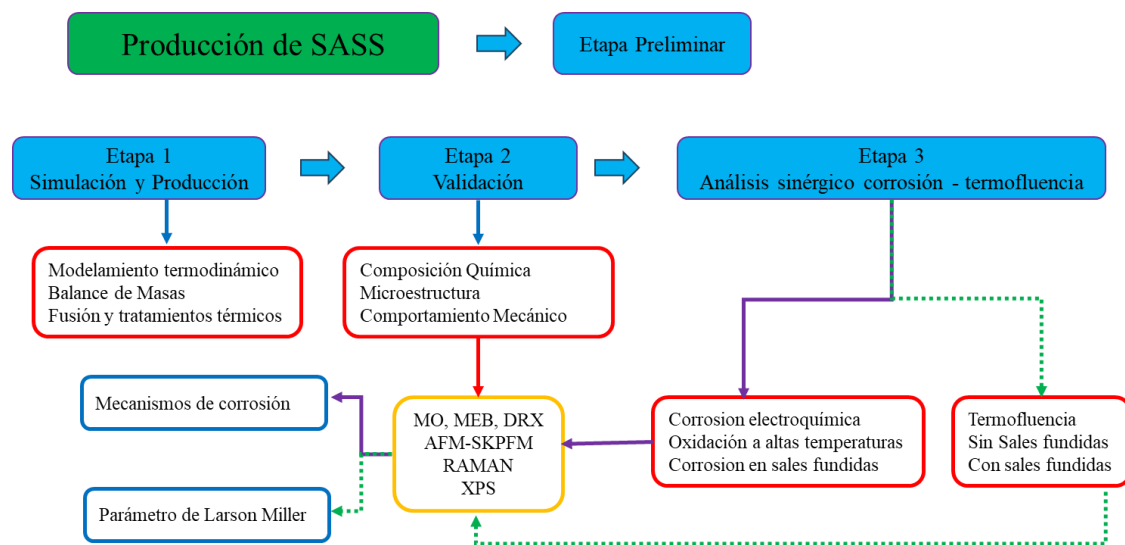 Producción de SASS
Etapa Preliminar
Etapa 1
Simulación y Producción
Etapa 2
Validación
Etapa 3
Análisis sinérgico corrosión - termofluencia
Modelamiento termodinámico
Balance de Masas
Fusión y tratamientos térmicos
Composición Química
Microestructura
Comportamiento Mecánico
Mecanismos de corrosión
MO, MEB, DRX
AFM-SKPFM
RAMAN
XPS
Corrosion electroquímica
Oxidación a altas temperaturas
Corrosion en sales fundidas
Termofluencia
Sin Sales fundidas
Con sales fundidas
Parámetro de Larson Miller